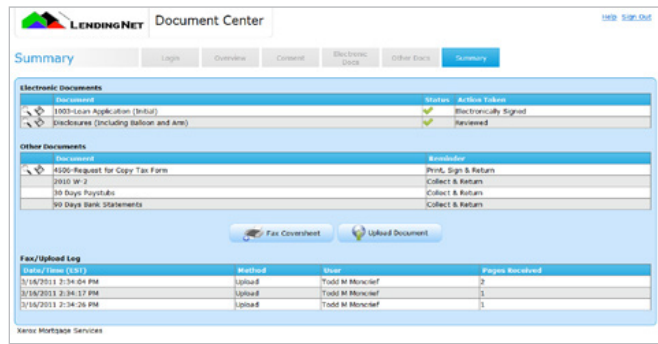 LENDINGNET Document Center
Help Sign Out
Summary Login Overview Consent Electronic Docs Other Docs Summary
Electronic Documents
Document Status Action Taken
1003-Loan Application (Initial) Electronically Signed
Disclosures (Including Balloon and Arm) Reviewed
Other Documents
Document Reminder
4506-Request for Copy Tax Form Print, Sign & Return
2010 W-2 Collect & Return
30 Days Paystubs Collect & Return
90 Days Bank Statements Collect & Return
Fax Coversheet Upload Document
Fax/Upload Log
Date/Time (EST) Method User Pages Received
3/16/2011 2:34:04 PM Upload Todd M Moncrief 2
3/16/2011 2:34:17 PM Upload Todd M Moncrief 1
3/16/2011 2:34:26 PM Upload Todd M Moncrief 1
Xerox Mortgage Services